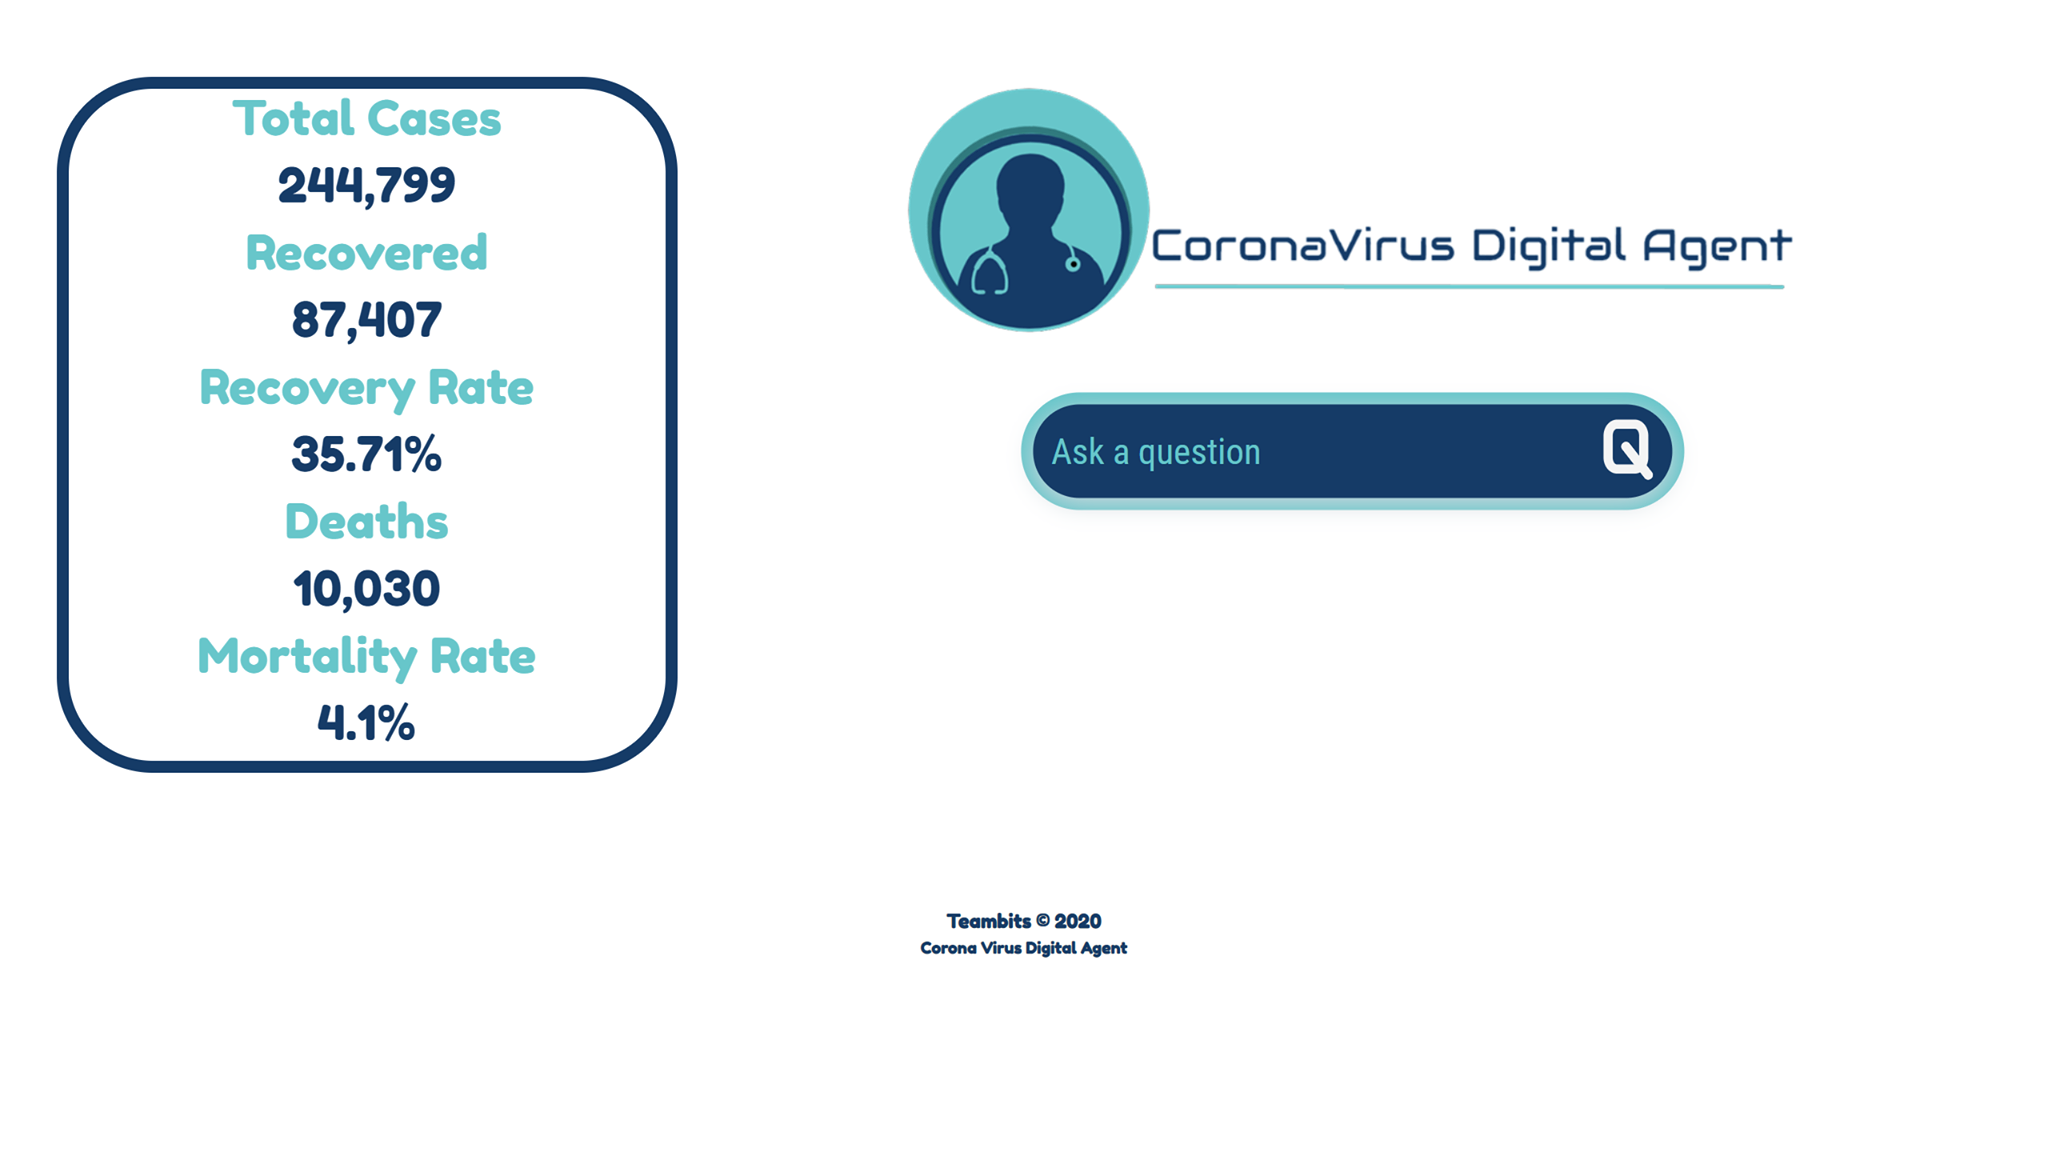 Total Cases
244,799
Recovered
87,407
Recovery Rate
35.71%
Deaths
10,030
Mortality Rate
4.1%
CoronaVirus Digital Agent
Ask a question
Q
Teambits © 2020
Corona Virus Digital Agent